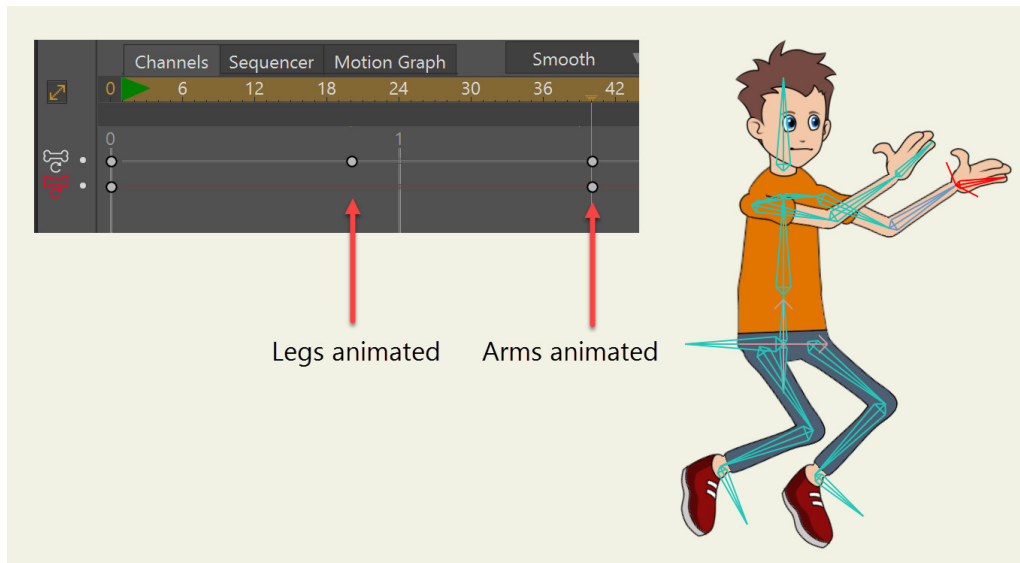 Channels Sequencer Motion Graph Smooth
0 6 12 18 24 30 36 42
0 1
Legs animated Arms animated